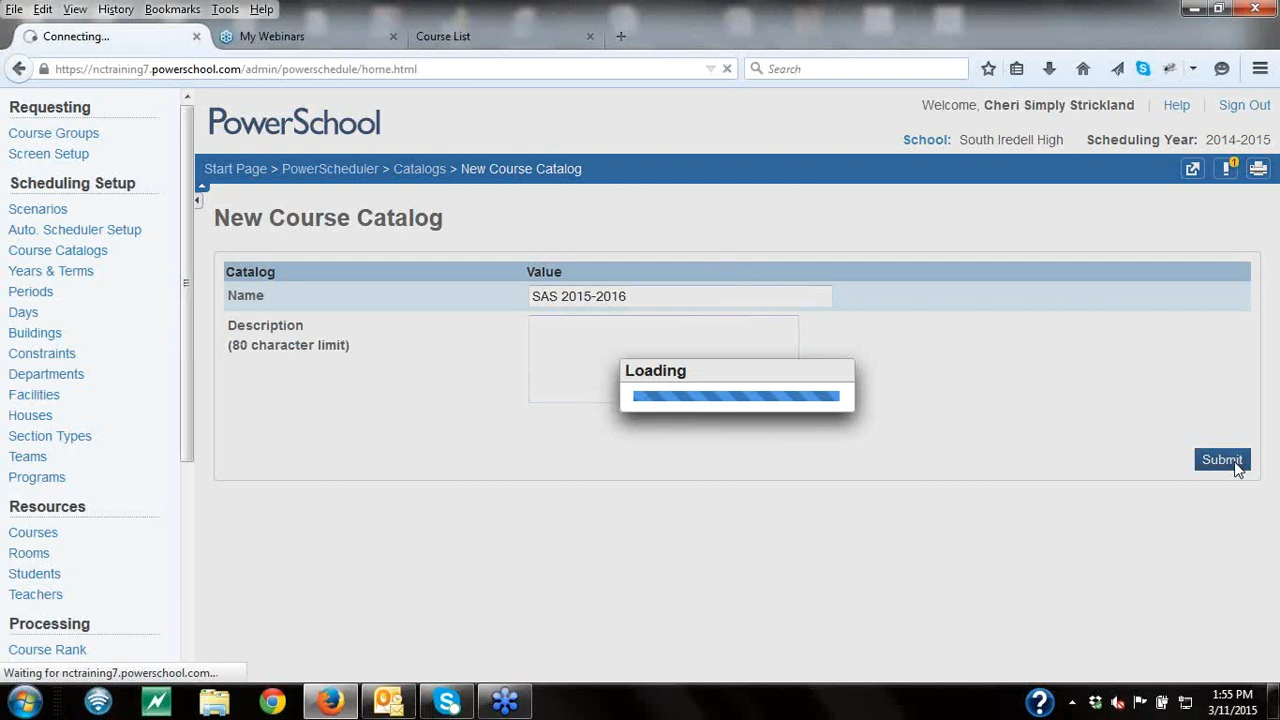 File Edit View History Bookmarks Tools Help
Connecting...
My Webinars
Course List
https://nctraining7.powerschool.com/admin/powerschedule/home.html
Search
Requesting
Course Groups
Screen Setup
Scheduling Setup
Scenarios
Auto. Scheduler Setup
Course Catalogs
Years & Terms
Periods
Days
Buildings
Constraints
Departments
Facilities
Houses
Section Types
Teams
Programs
Resources
Courses
Rooms
Students
Teachers
Processing
Course Rank
Waiting for nctraining7.powerschool.com...
PowerSchool
Welcome, Cheri Simply Strickland | Help | Sign Out
School: South Iredell High Scheduling Year: 2014-2015
Start Page > PowerScheduler > Catalogs > New Course Catalog
1
New Course Catalog
Catalog Value
Name SAS 2015-2016
Description
(80 character limit)
Loading
Submit
1:55 PM
3/11/2015